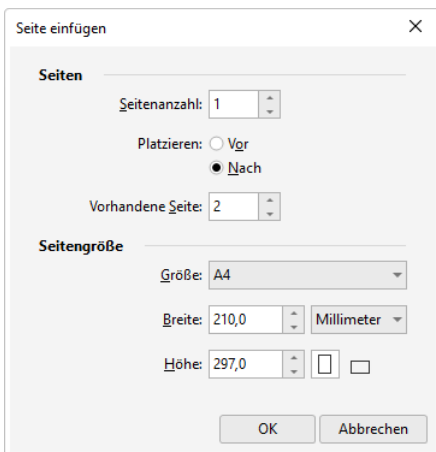 Seite einfügen
Seiten
Seitenanzahl: 1
Platzieren: Vor
Nach
Vorhandene Seite: 2
Seitengröße
Größe: A4
Breite: 210,0 Millimeter
Höhe: 297,0
OK Abbrechen